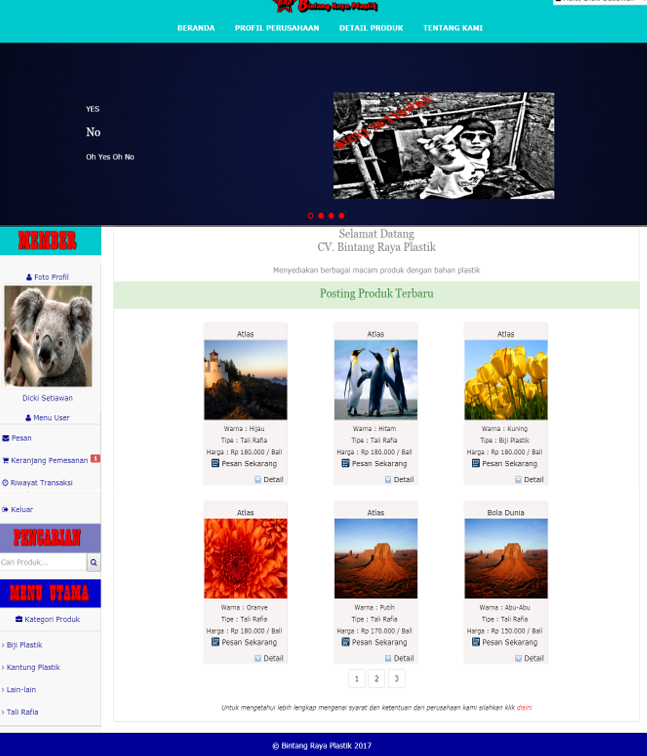 Bintang Raya Plastik
BERANDA PROFIL PERUSAHAAN DETAIL PRODUK TENTANG KAMI
YES
No
Oh Yes Oh No
MEMBER
Foto Profil
Dicki Setiawan
Menu User
Pesan
Keranjang Pemesanan 1
Riwayat Transaksi
Keluar
PENCARIAN
Cari Produk...
MENU UTAMA
Kategori Produk
› Biji Plastik
› Kantung Plastik
› Lain-lain
› Tali Rafia
Selamat Datang
CV. Bintang Raya Plastik
Menyediakan berbagai macam produk dengan bahan plastik
Posting Produk Terbaru
Atlas
Warna : Hijau
Tipe : Tali Rafia
Harga : Rp 180.000 / Ball
Pesan Sekarang
Detail
Atlas
Warna : Hitam
Tipe : Tali Rafia
Harga : Rp 180.000 / Ball
Pesan Sekarang
Detail
Atlas
Warna : Kuning
Tipe : Biji Plastik
Harga : Rp 180.000 / Ball
Pesan Sekarang
Detail
Atlas
Warna : Oranye
Tipe : Tali Rafia
Harga : Rp 180.000 / Ball
Pesan Sekarang
Detail
Atlas
Warna : Putih
Tipe : Tali Rafia
Harga : Rp 170.000 / Ball
Pesan Sekarang
Detail
Bola Dunia
Warna : Abu-Abu
Tipe : Tali Rafia
Harga : Rp 150.000 / Ball
Pesan Sekarang
Detail
1 2 3
Untuk mengetahui lebih lengkap mengenai syarat dan ketentuan dari perusahaan kami silahkan klik disini
© Bintang Raya Plastik 2017